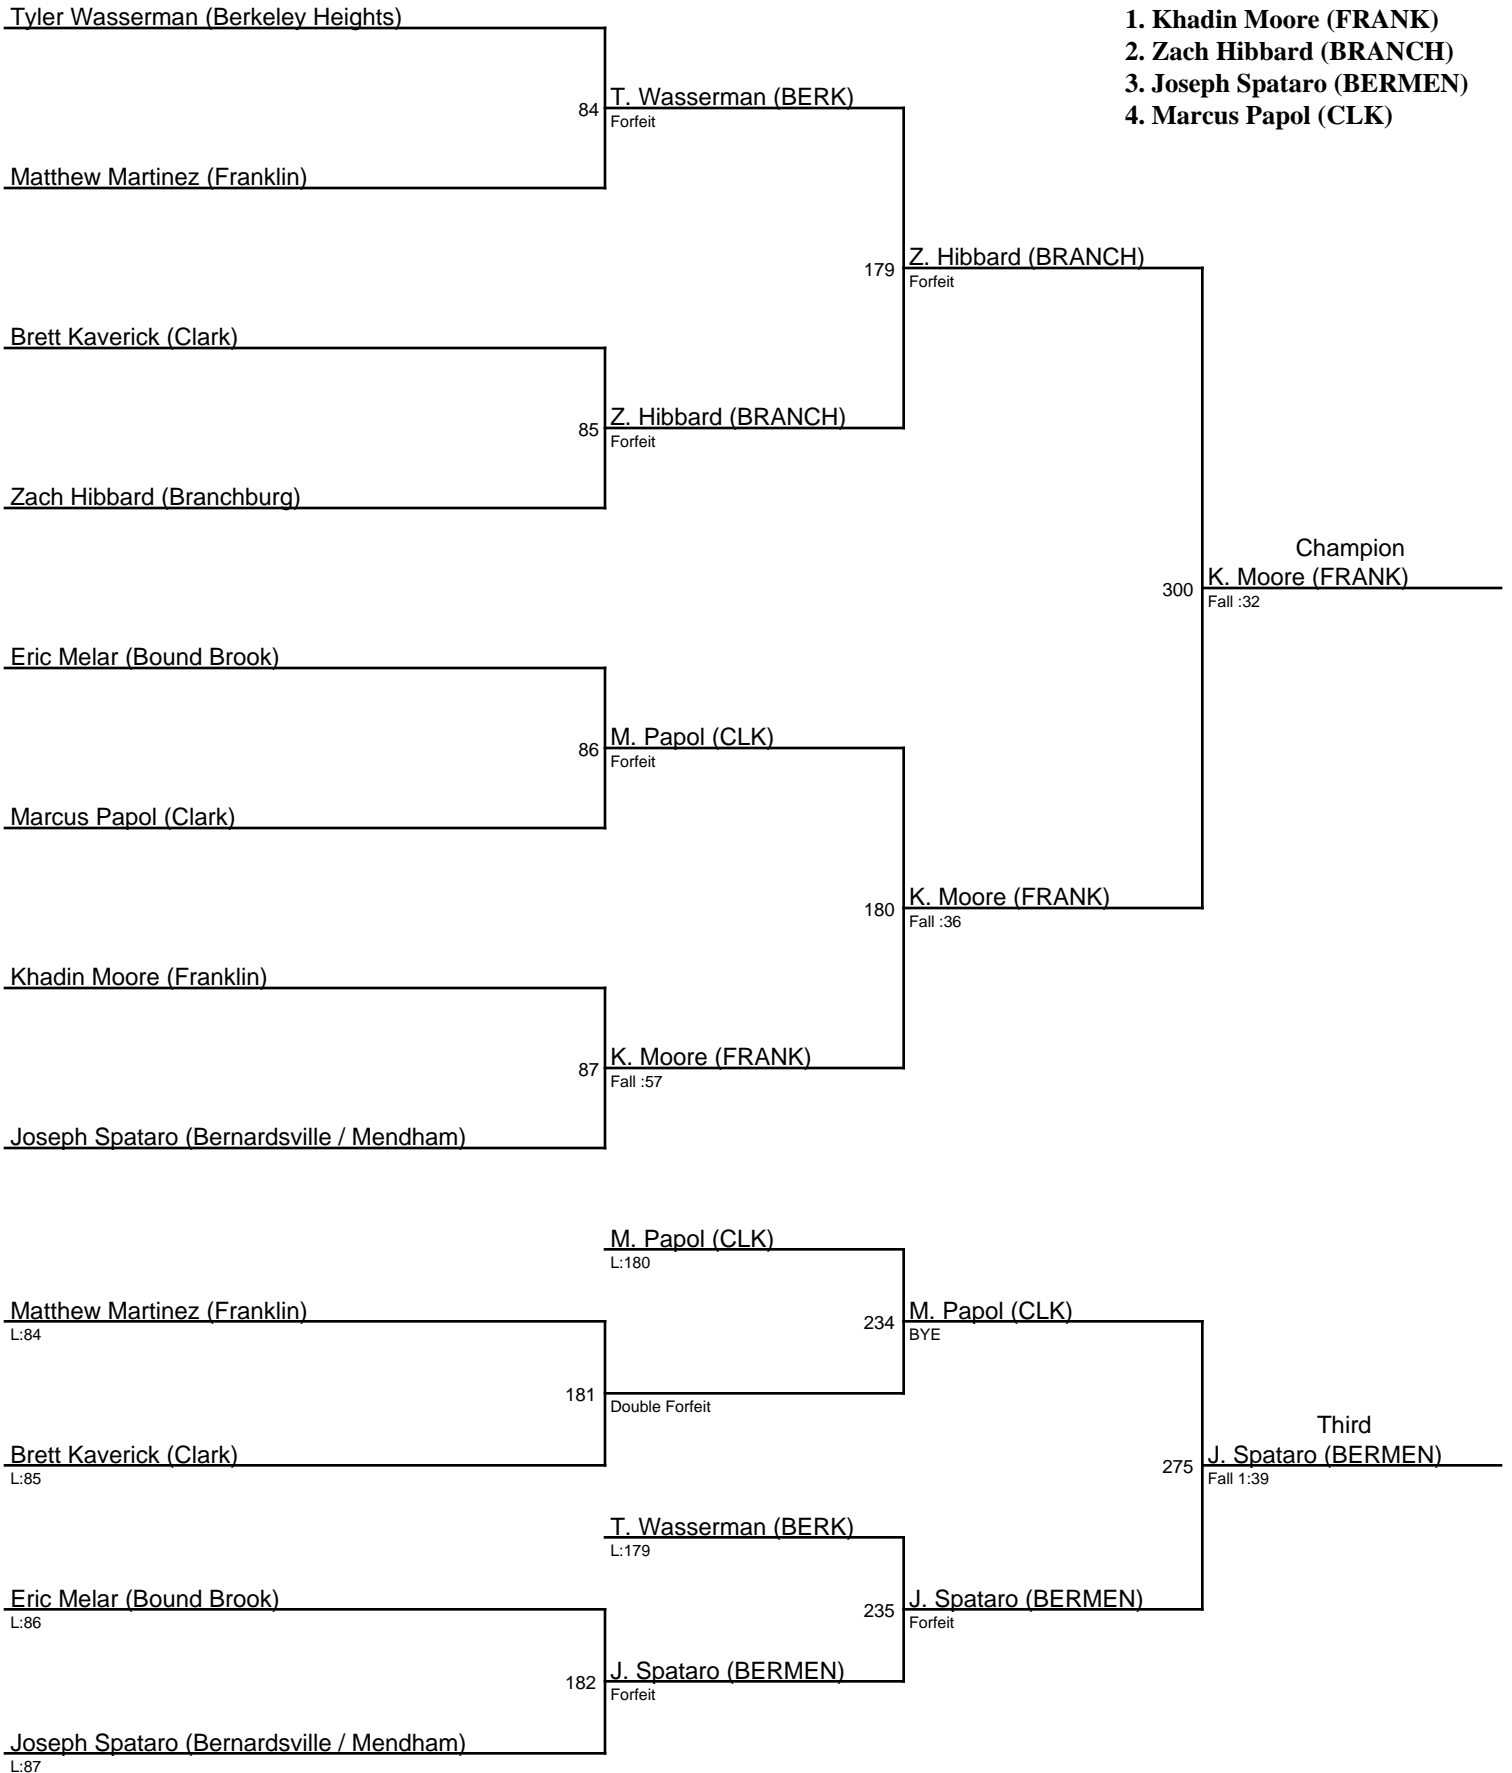 Tyler Wasserman (Berkeley Heights)
1. Khadin Moore (FRANK)
2. Zach Hibbard (BRANCH)
3. Joseph Spataro (BERMEN)
4. Marcus Papol (CLK)
84
T. Wasserman (BERK)
Forfeit
Matthew Martinez (Franklin)
179
Z. Hibbard (BRANCH)
Forfeit
Brett Kaverick (Clark)
85
Z. Hibbard (BRANCH)
Forfeit
Zach Hibbard (Branchburg)
Champion
300
K. Moore (FRANK)
Fall :32
Eric Melar (Bound Brook)
86
M. Papol (CLK)
Forfeit
Marcus Papol (Clark)
180
K. Moore (FRANK)
Fall :36
Khadin Moore (Franklin)
87
K. Moore (FRANK)
Fall :57
Joseph Spataro (Bernardsville / Mendham)
M. Papol (CLK)
L:180
Matthew Martinez (Franklin)
L:84
234
M. Papol (CLK)
BYE
181
Double Forfeit
Brett Kaverick (Clark)
L:85
Third
275
J. Spataro (BERMEN)
Fall 1:39
T. Wasserman (BERK)
L:179
Eric Melar (Bound Brook)
L:86
235
J. Spataro (BERMEN)
Forfeit
182
J. Spataro (BERMEN)
Forfeit
Joseph Spataro (Bernardsville / Mendham)
L:87